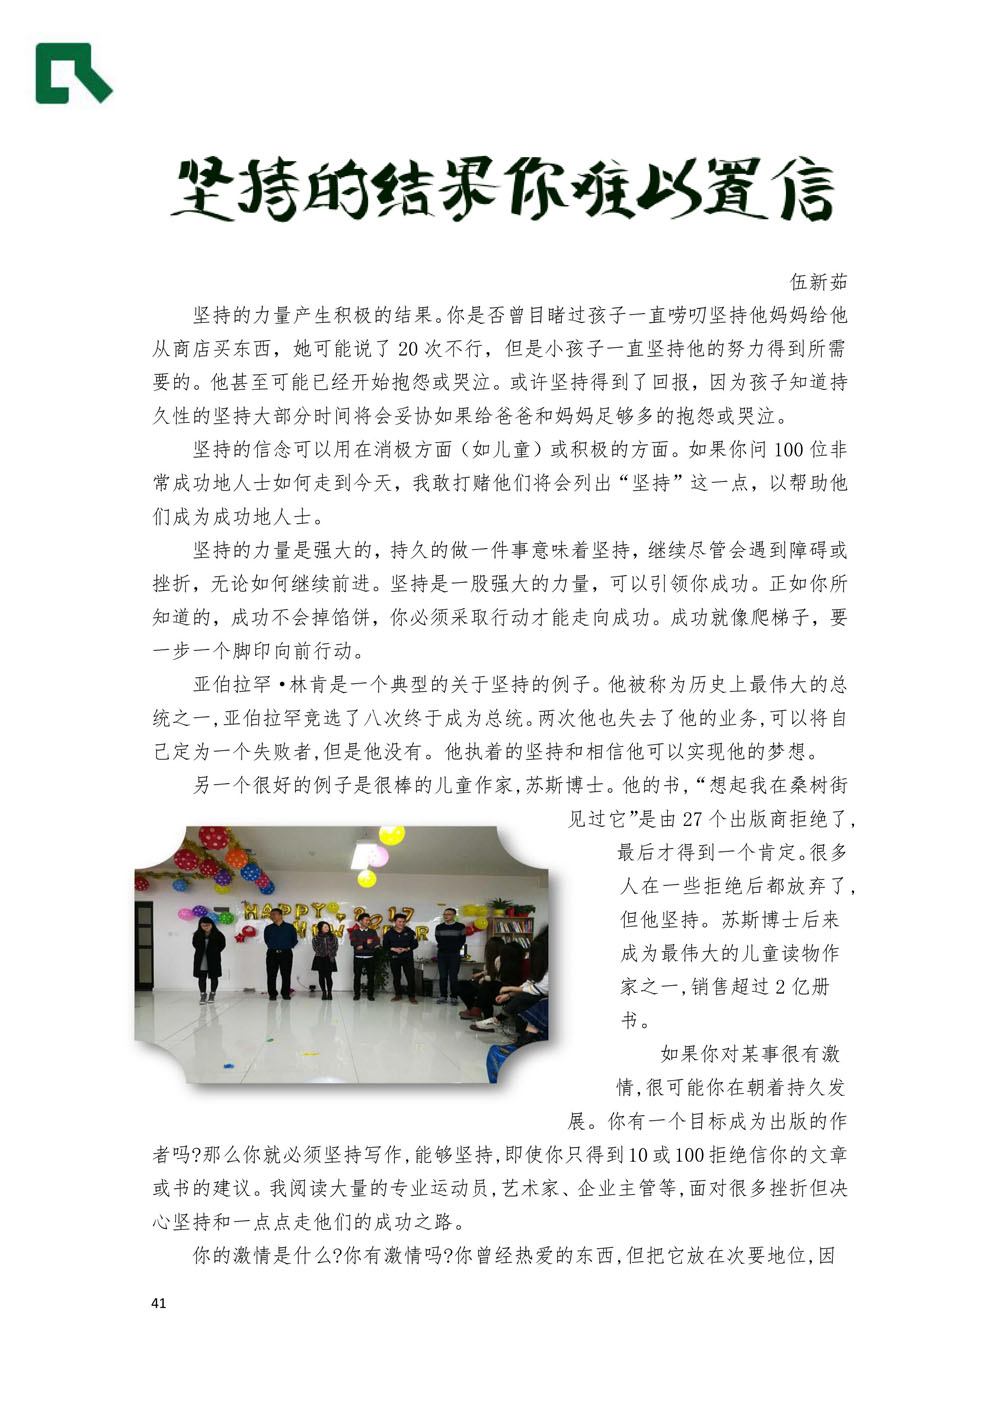 坚持的结果你难以置信
伍新茹
坚持的力量产生积极的结果。你是否曾目睹过孩子一直唠叨坚持他妈妈给他
从商店买东西，她可能说了 20 次不行，但是小孩子一直坚持他的努力得到所需
要的。他甚至可能已经开始抱怨或哭泣。或许坚持得到了回报，因为孩子知道持
久性的坚持大部分时间将会妥协如果给爸爸和妈妈足够多的抱怨或哭泣。
坚持的信念可以用在消极方面（如儿童）或积极的方面。如果你问 100 位非
常成功地人士如何走到今天，我敢打赌他们将会列出“坚持”这一点，以帮助他
们成为成功地人士。
坚持的力量是强大的，持久的做一件事意味着坚持，继续尽管会遇到障碍或
挫折，无论如何继续前进。坚持是一股强大的力量，可以引领你成功。正如你所
知道的，成功不会掉馅饼，你必须采取行动才能走向成功。成功就像爬梯子，要
一步一个脚印向前行动。
亚伯拉罕·林肯是一个典型的关于坚持的例子。他被称为历史上最伟大的总
统之一,亚伯拉罕竞选了八次终于成为总统。两次他也失去了他的业务,可以将自
己定为一个失败者,但是他没有。他执着的坚持和相信他可以实现他的梦想。
另一个很好的例子是很棒的儿童作家,苏斯博士。他的书,“想起我在桑树街
见过它”是由 27 个出版商拒绝了,
最后才得到一个肯定。很多
人在一些拒绝后都放弃了,
但他坚持。苏斯博士后来
成为最伟大的儿童读物作
家之一,销售超过 2 亿册
书。
如果你对某事很有激
情,很可能你在朝着持久发
展。你有一个目标成为出版的作
者吗?那么你就必须坚持写作,能够坚持,即使你只得到 10 或 100 拒绝信你的文章
或书的建议。我阅读大量的专业运动员,艺术家、企业主管等,面对很多挫折但决
心坚持和一点点走他们的成功之路。
你的激情是什么?你有激情吗?你曾经热爱的东西,但把它放在次要地位,因
HAPPY 2017
NEW YEAR
41